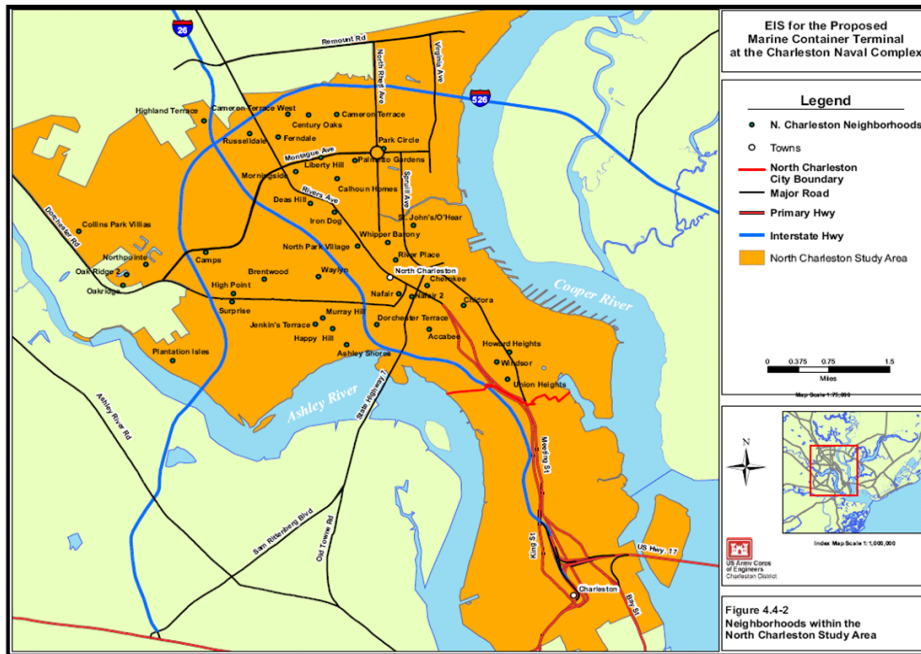 26
Remount Rd
North Rhett Ave
Virginia Ave
526
Highland Terrace
Cameron Terrace West
Cameron Terrace
Century Oaks
Russelldale
Ferndale
Park Circle
Montague Ave
Liberty Hill
Palmetto Gardens
Morningside
Calhoun Homes
Spruill Ave
Rivers Ave
Deas Hill
Iron Dog
St. John's/O'Hear
Dorchester Rd
Collins Park Villas
Whipper Barony
North Park Village
River Place
Northpointe
Camps
Oak Ridge 2
Oakridge
Brentwood
Waylyn
North Charleston
Cherokee
High Point
Nafair
Nafair 2
Surprise
Chicora
Cooper River
Murray Hill
Jenkin's Terrace
Dorchester Terrace
Happy Hill
Accabee
Ashley Shores
Howard Heights
Windsor
Plantation Isles
Union Heights
Ashley River
State Highway 7
Ashley River Rd
Meeting St
Sam Rittenberg Blvd
Old Towne Rd
King St
US Hwy. 17
Charleston
Bay St
EIS for the Proposed
Marine Container Terminal
at the Charleston Naval Complex
Legend
N. Charleston Neighborhoods
Towns
North Charleston
City Boundary
Major Road
Primary Hwy
Interstate Hwy
North Charleston Study Area
0 0.375 0.75 1.5
Miles
Map Scale 1:75,000
N
Index Map Scale 1:1,000,000
US Army Corps
of Engineers
Charleston District
Figure 4.4-2
Neighborhoods within the
North Charleston Study Area